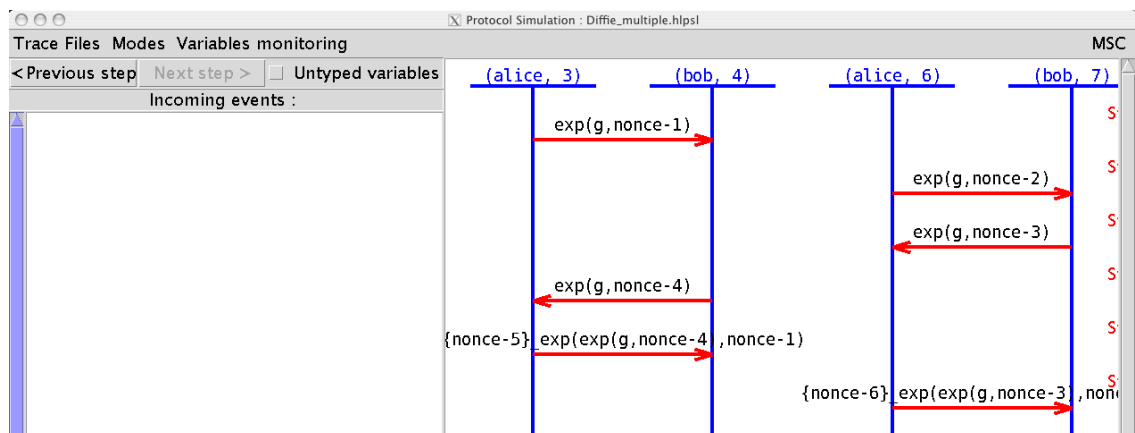 Protocol Simulation : Diffie_multiple.hlpsl
Trace Files Modes Variables monitoring MSC
<Previous step Next step > Untyped variables
Incoming events :
(alice, 3) (bob, 4) (alice, 6) (bob, 7)
exp(g,nonce-1)
exp(g,nonce-2)
exp(g,nonce-3)
exp(g,nonce-4)
{nonce-5}_exp(exp(g,nonce-4),nonce-1)
{nonce-6}_exp(exp(g,nonce-3),